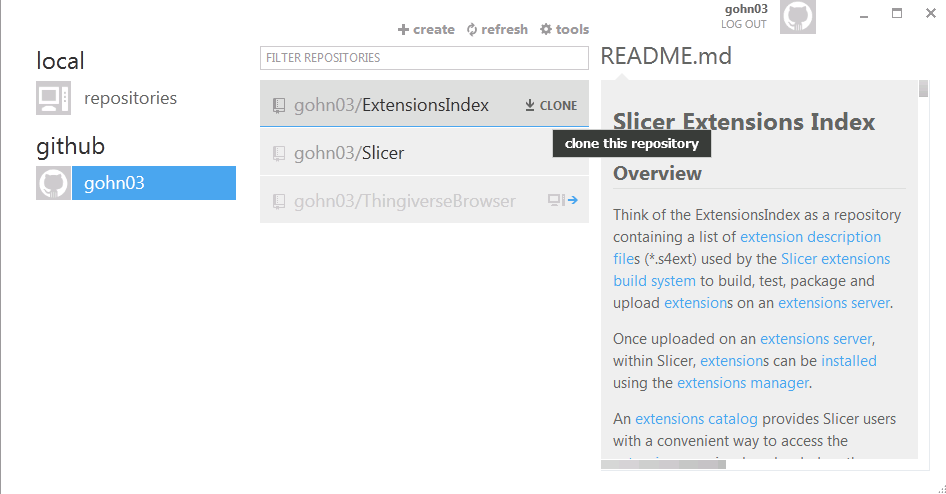 gohn03
LOG OUT
create refresh tools
local
repositories
github
gohn03
FILTER REPOSITORIES
gohn03/ExtensionsIndex CLONE
clone this repository
gohn03/Slicer
gohn03/ThingiverseBrowser
README.md
Slicer Extensions Index
Overview
Think of the ExtensionsIndex as a repository
containing a list of extension description
files (*.s4ext) used by the Slicer extensions
build system to build, test, package and
upload extensions on an extensions server.
Once uploaded on an extensions server,
within Slicer, extensions can be installed
using the extensions manager.
An extensions catalog provides Slicer users
with a convenient way to access the